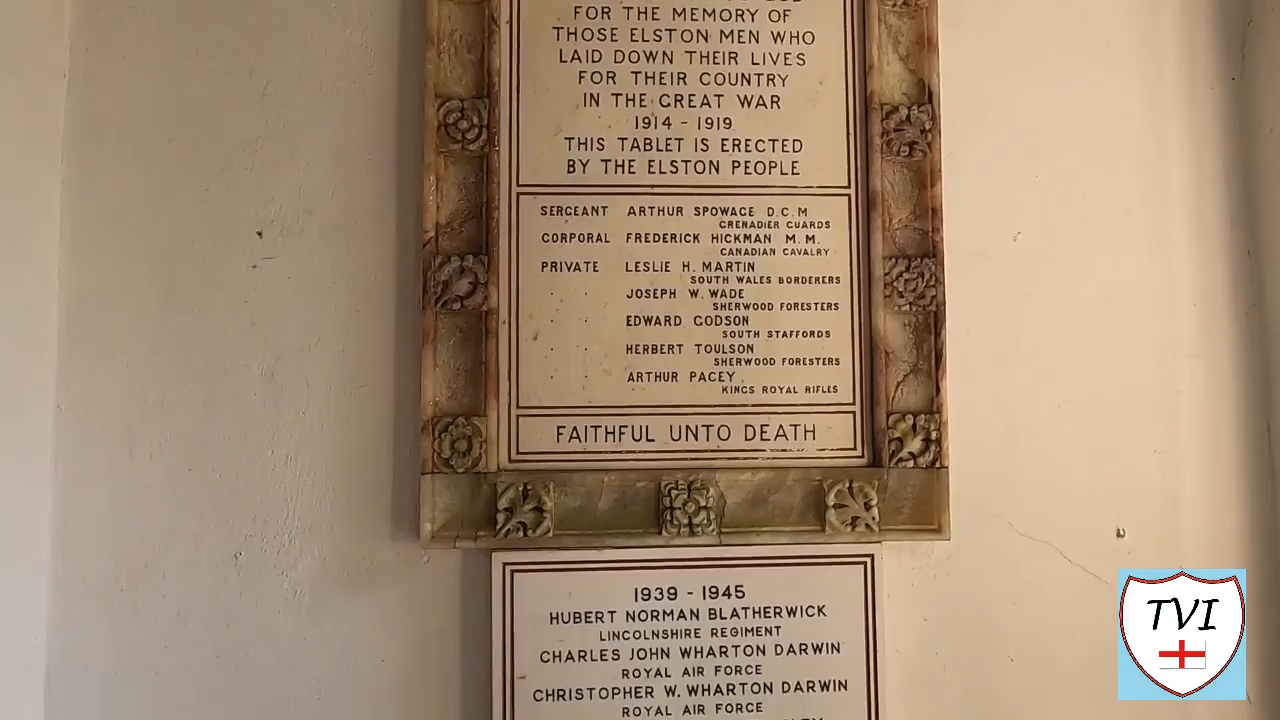 FOR THE MEMORY OF
THOSE ELSTON MEN WHO
LAID DOWN THEIR LIVES
FOR THEIR COUNTRY
IN THE GREAT WAR
1914 - 1919
THIS TABLET IS ERECTED
BY THE ELSTON PEOPLE
SERGEANT ARTHUR SPOWAGE D.C.M
GRENADIER GUARDS
CORPORAL FREDERICK HICKMAN M.M.
CANADIAN CAVALRY
PRIVATE LESLIE H. MARTIN
SOUTH WALES BORDERERS
" " JOSEPH W. WADE
SHERWOOD FORESTERS
" " EDWARD GODSON
SOUTH STAFFORDS
" " HERBERT TOULSON
SHERWOOD FORESTERS
" " ARTHUR PACEY.
KINGS ROYAL RIFLES
FAITHFUL UNTO DEATH
1939 - 1945
HUBERT NORMAN BLATHERWICK
LINCOLNSHIRE REGIMENT
CHARLES JOHN WHARTON DARWIN
ROYAL AIR FORCE
CHRISTOPHER W. WHARTON DARWIN
ROYAL AIR FORCE
TVI